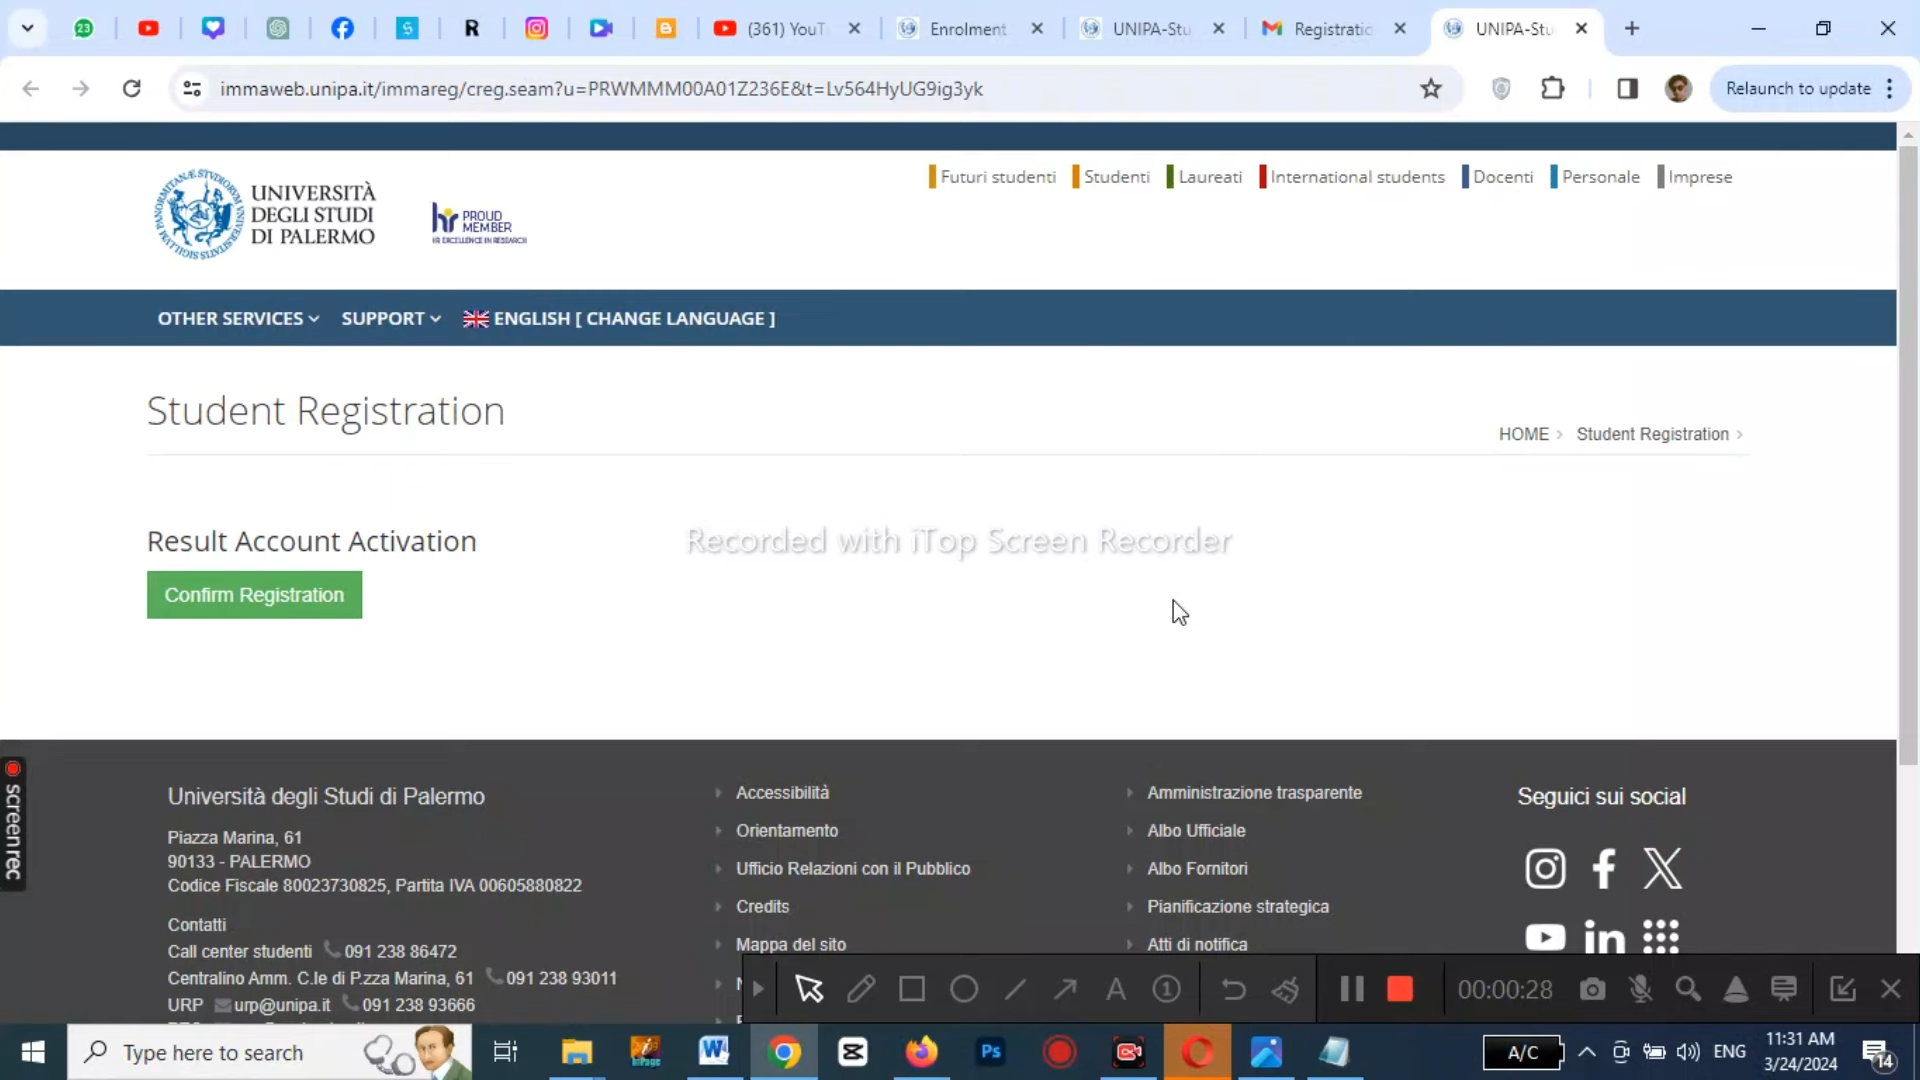 23
(361) YouT
Enrolment
UNIPA-Stu
Registratio
UNIPA-Stu
immaweb.unipa.it/immareg/creg.seam?u=PRWMMM00A01Z236E&t=Lv564HyUG9ig3yk
Relaunch to update
UNIVERSITÀ
DEGLI STUDI
DI PALERMO
hr PROUD
MEMBER
HR EXCELLENCE IN RESEARCH
Futuri studenti
Studenti
Laureati
International students
Docenti
Personale
Imprese
OTHER SERVICES
SUPPORT
ENGLISH [ CHANGE LANGUAGE ]
Student Registration
HOME
Student Registration
Result Account Activation
Recorded with iTop Screen Recorder
Confirm Registration
screenrec
Università degli Studi di Palermo
Piazza Marina, 61
90133 - PALERMO
Codice Fiscale 80023730825, Partita IVA 00605880822
Contatti
Call center studenti 091 238 86472
Centralino Amm. C.le di P.zza Marina, 61 091 238 93011
URP urp@unipa.it 091 238 93666
Accessibilità
Orientamento
Ufficio Relazioni con il Pubblico
Credits
Mappa del sito
Amministrazione trasparente
Albo Ufficiale
Albo Fornitori
Pianificazione strategica
Atti di notifica
Seguici sui social
00:00:28
Type here to search
A/C
ENG
11:31 AM
3/24/2024
14